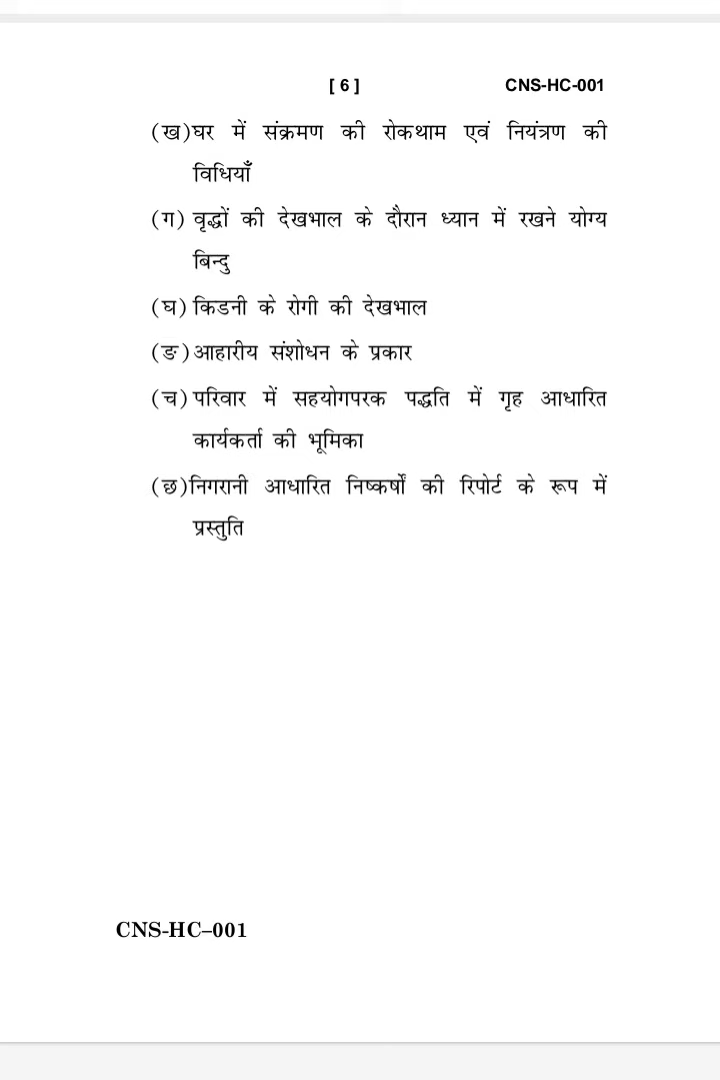 [ 6 ] CNS-HC-001
(ख) घर में संक्रमण की रोकथाम एवं नियंत्रण की
विधियाँ
(ग) वृद्धों की देखभाल के दौरान ध्यान में रखने योग्य
बिन्दु
(घ) किडनी के रोगी की देखभाल
(ङ) आहारीय संशोधन के प्रकार
(च) परिवार में सहयोगपरक पद्धति में गृह आधारित
कार्यकर्ता की भूमिका
(छ) निगरानी आधारित निष्कर्षों की रिपोर्ट के रूप में
प्रस्तुति
CNS-HC–001